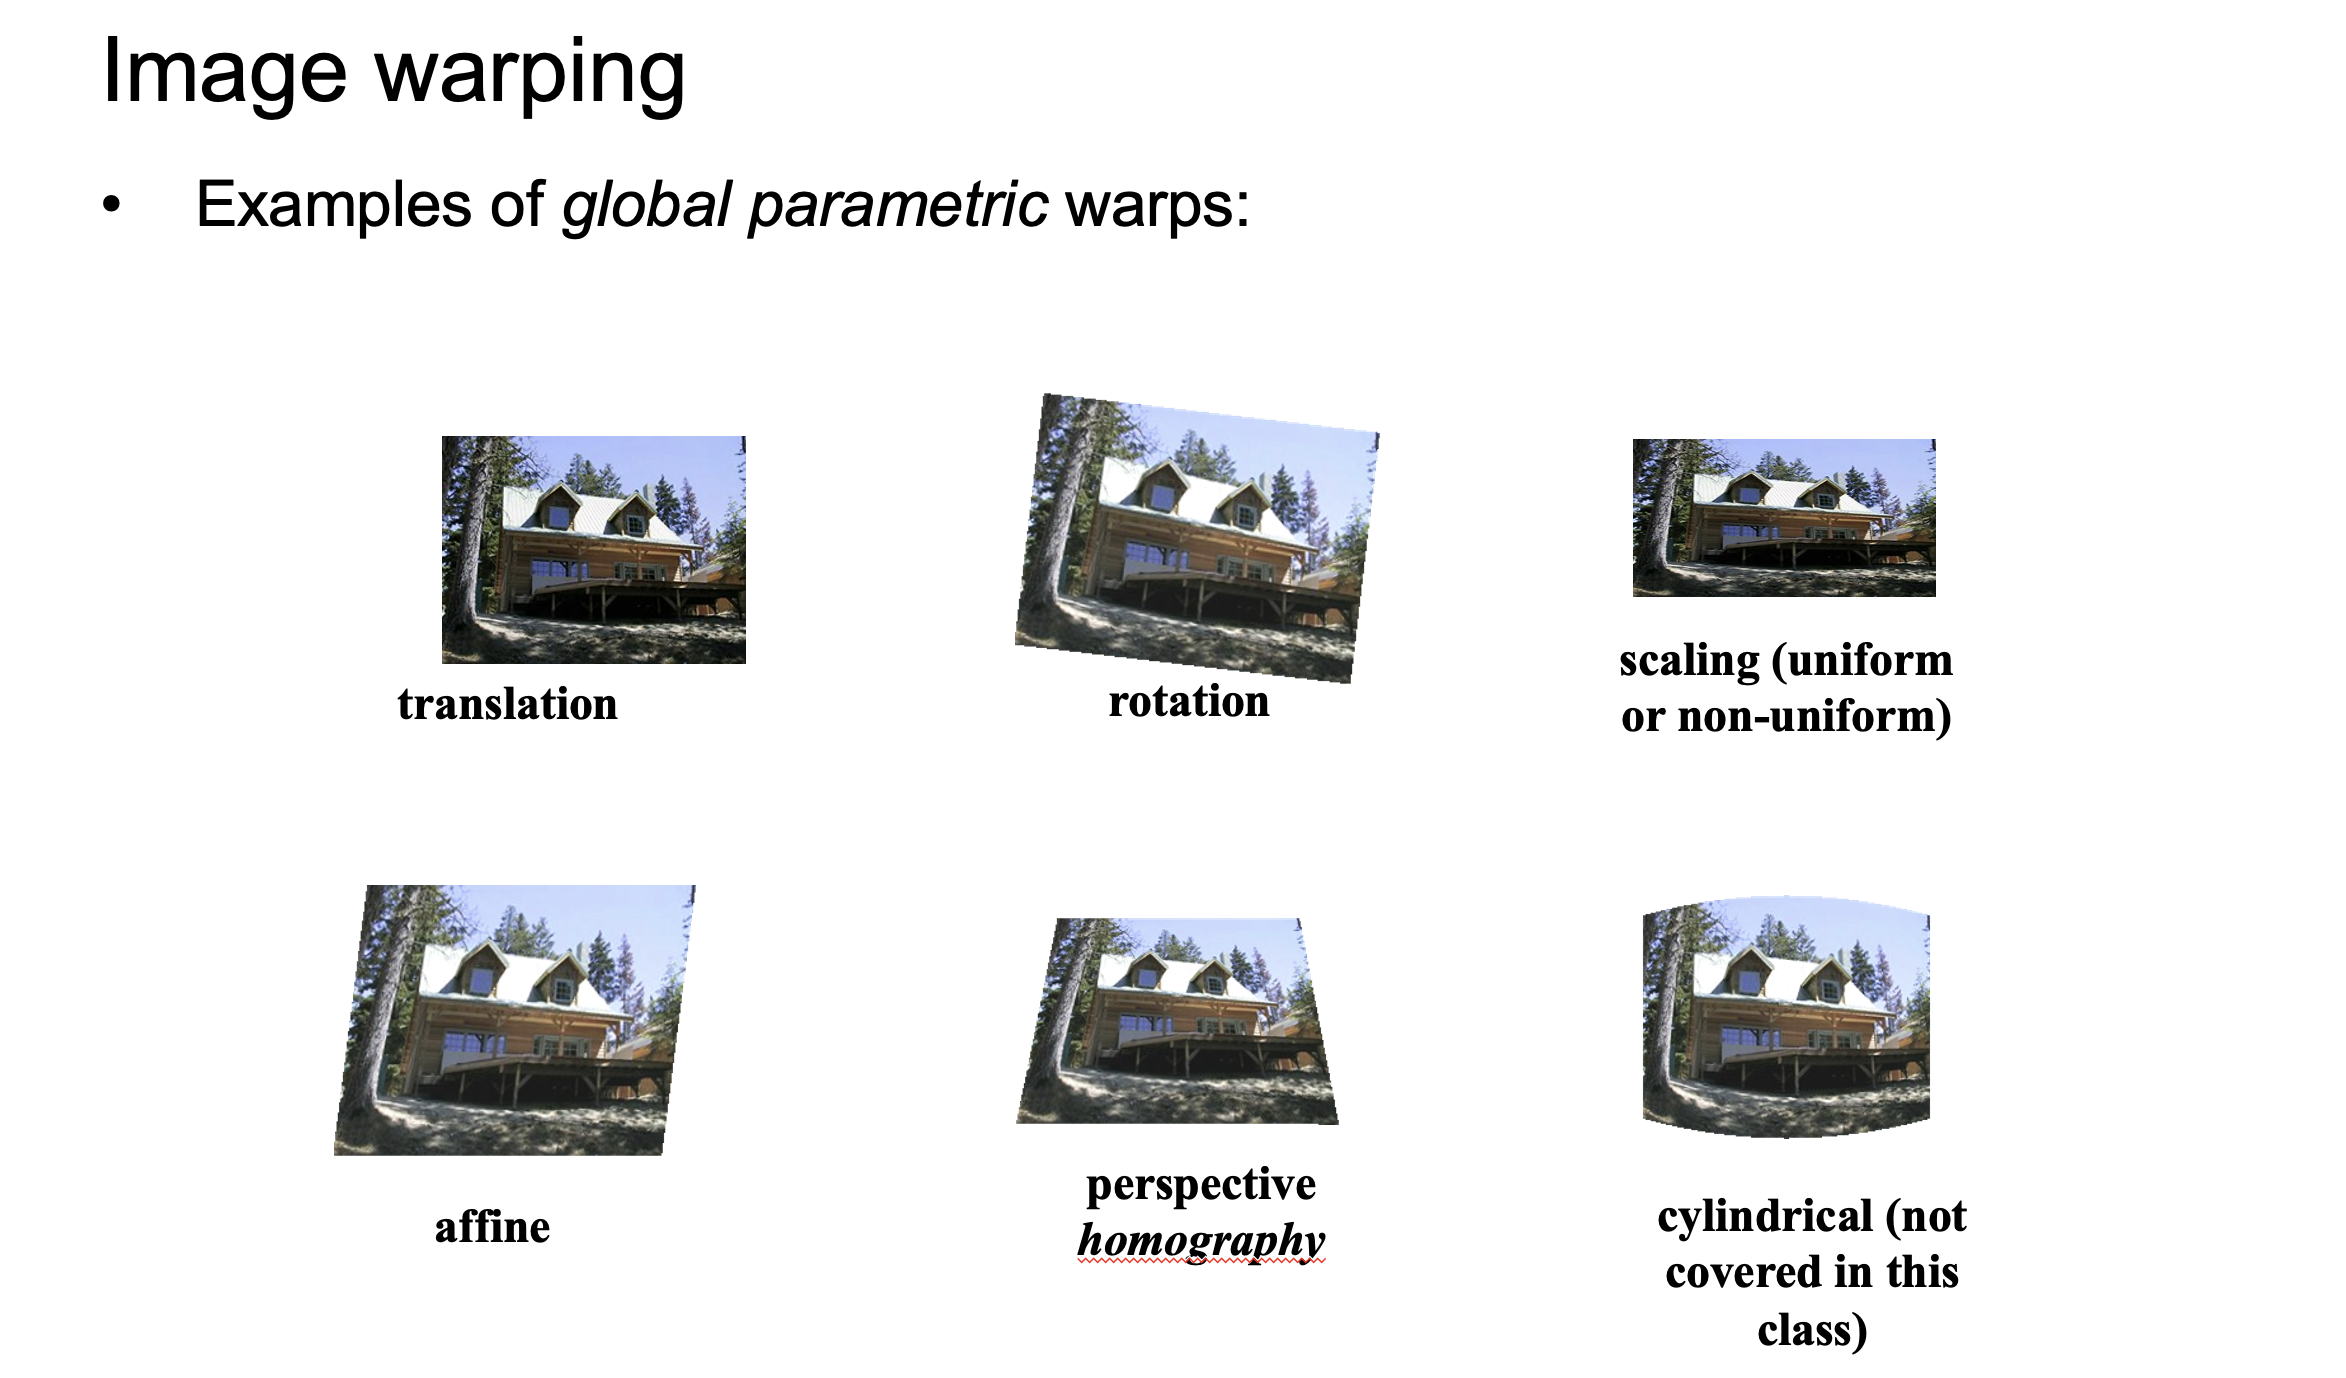 Image warping
• Examples of global parametric warps:
translation
rotation
scaling (uniform
or non-uniform)
affine
perspective
homography
cylindrical (not
covered in this
class)